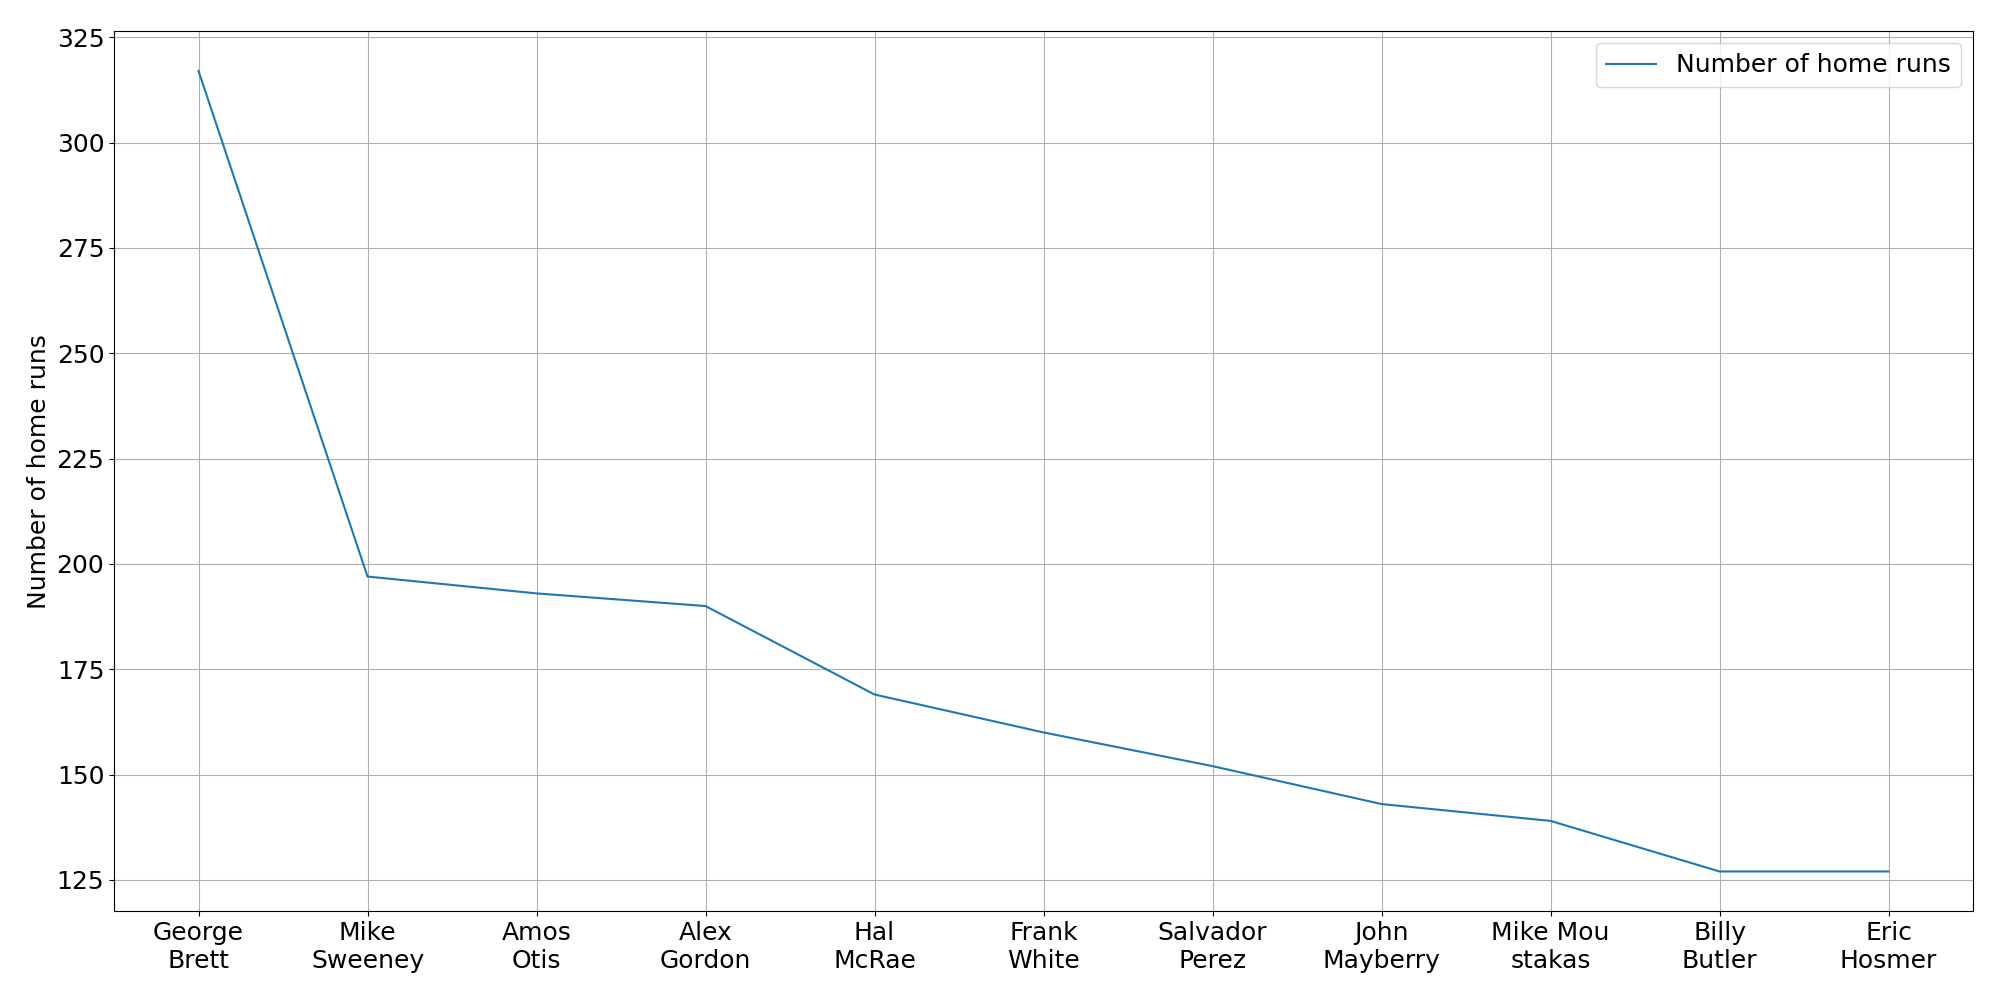 325
300
275
250
225
200
175
150
125
Number of home runs
Number of home runs
George
Brett
Mike
Sweeney
Amos
Otis
Alex
Gordon
Hal
McRae
Frank
White
Salvador
Perez
John
Mayberry
Mike Mou
stakas
Billy
Butler
Eric
Hosmer